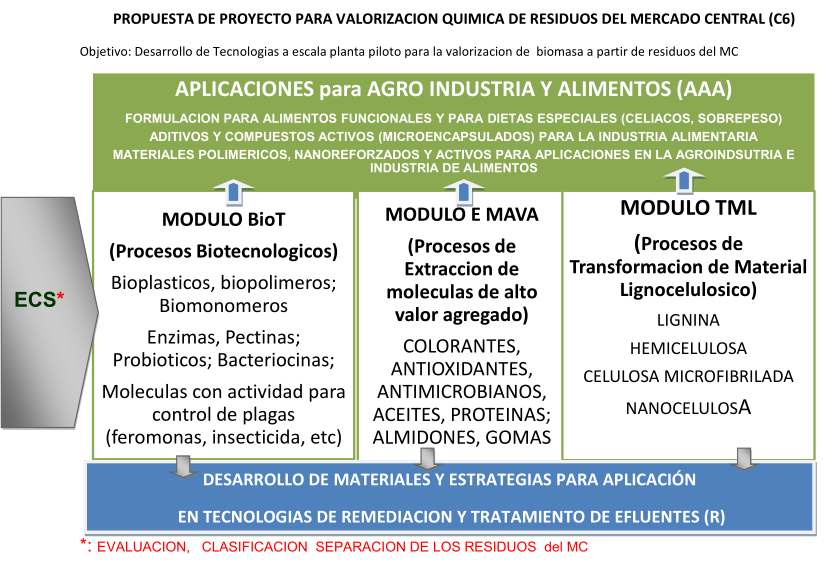 PROPUESTA DE PROYECTO PARA VALORIZACION QUIMICA DE RESIDUOS DEL MERCADO CENTRAL (C6)
Objetivo: Desarrollo de Tecnologias a escala planta piloto para la valorizacion de biomasa a partir de residuos del MC
APLICACIONES para AGRO INDUSTRIA Y ALIMENTOS (AAA)
FORMULACION PARA ALIMENTOS FUNCIONALES Y PARA DIETAS ESPECIALES (CELIACOS, SOBREPESO)
ADITIVOS Y COMPUESTOS ACTIVOS (MICROENCAPSULADOS) PARA LA INDUSTRIA ALIMENTARIA
MATERIALES POLIMERICOS, NANOREFORZADOS Y ACTIVOS PARA APLICACIONES EN LA AGROINDSUTRIA E
INDUSTRIA DE ALIMENTOS
ECS*
MODULO BioT
(Procesos Biotecnologicos)
Bioplasticos, biopolimeros;
Biomonomeros
Enzimas, Pectinas;
Probioticos; Bacteriocinas;
Moleculas con actividad para
control de plagas
(feromonas, insecticida, etc)
MODULO E MAVA
(Procesos de
Extraccion de
moleculas de alto
valor agregado)
COLORANTES,
ANTIOXIDANTES,
ANTIMICROBIANOS,
ACEITES, PROTEINAS;
ALMIDONES, GOMAS
MODULO TML
(Procesos de
Transformacion de Material
Lignocelulosico)
LIGNINA
HEMICELULOSA
CELULOSA MICROFIBRILADA
NANOCELULOSA
DESARROLLO DE MATERIALES Y ESTRATEGIAS PARA APLICACIÓN
EN TECNOLOGIAS DE REMEDIACION Y TRATAMIENTO DE EFLUENTES (R)
*: EVALUACION, CLASIFICACION SEPARACION DE LOS RESIDUOS del MC